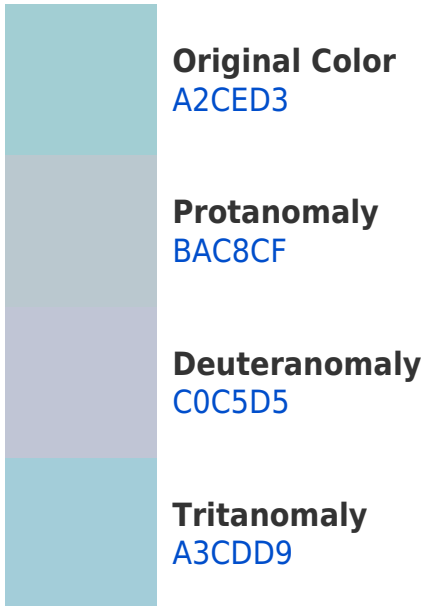 Original Color
A2CED3
Protanomaly
BAC8CF
Deuteranomaly
C0C5D5
Tritanomaly
A3CDD9